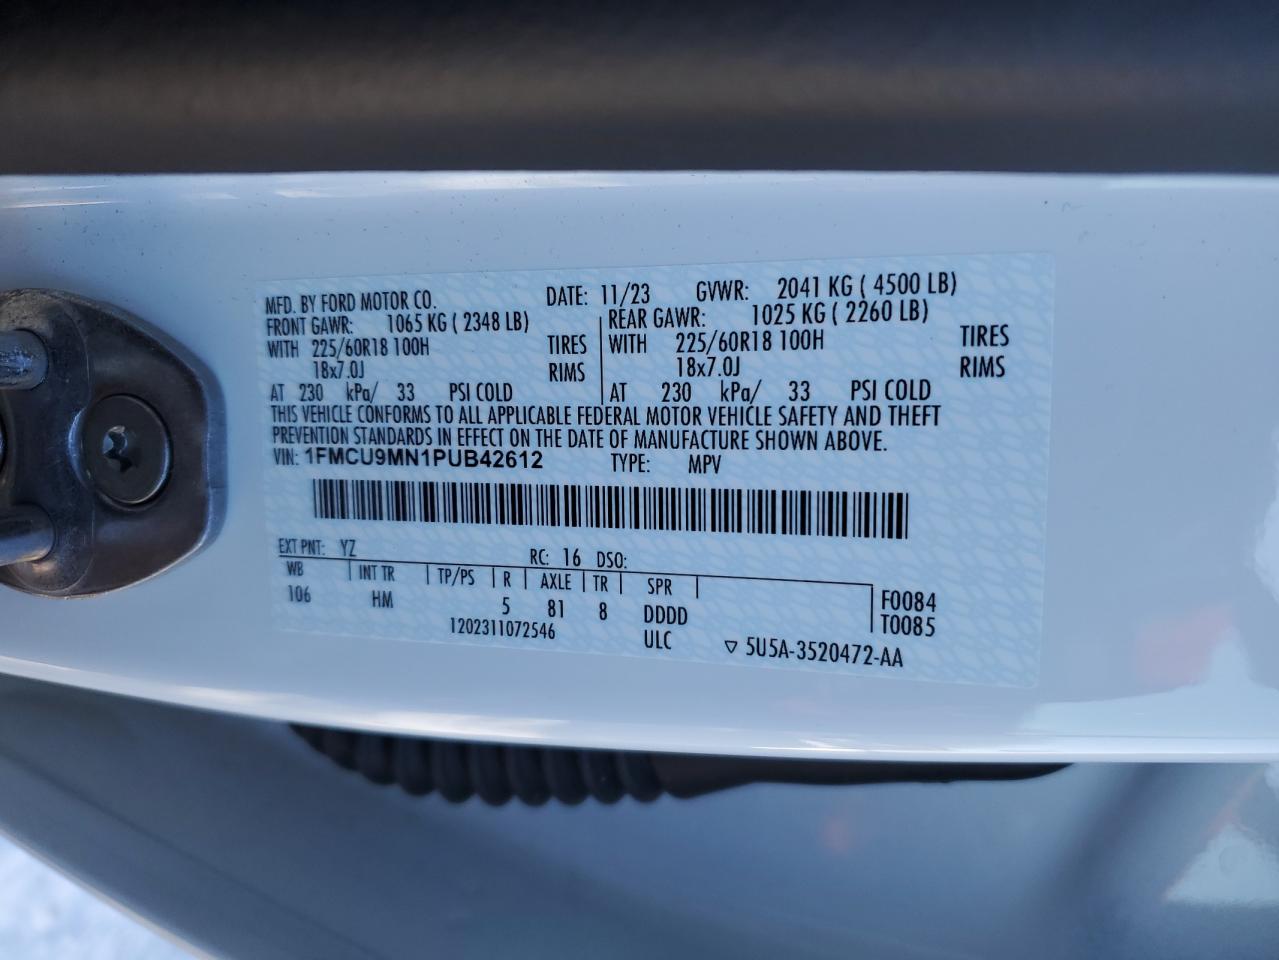 MFD. BY FORD MOTOR CO. DATE: 11/23 GVWR: 2041 KG ( 4500 LB)
FRONT GAWR: 1065 KG ( 2348 LB) REAR GAWR: 1025 KG ( 2260 LB)
WITH 225/60R18 100H TIRES WITH 225/60R18 100H TIRES
18x7.0J RIMS 18x7.0J RIMS
AT 230 kPa/ 33 PSI COLD AT 230 kPa/ 33 PSI COLD
THIS VEHICLE CONFORMS TO ALL APPLICABLE FEDERAL MOTOR VEHICLE SAFETY AND THEFT
PREVENTION STANDARDS IN EFFECT ON THE DATE OF MANUFACTURE SHOWN ABOVE.
VIN: 1FMCU9MN1PUB42612 TYPE: MPV
EXT PNT: YZ RC: 16 DSO:
WB INT TR TP/PS R AXLE TR SPR
106 HM 5 81 8 DDDD F0084
T0085
1202311072546 ULC ▽ 5U5A-3520472-AA